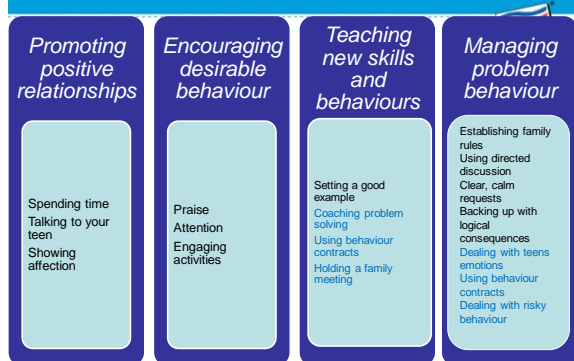 Promoting
positive
relationships
Spending time
Talking to your
teen
Showing
affection
Encouraging
desirable
behaviour
Praise
Attention
Engaging
activities
Teaching
new skills
and
behaviours
Setting a good
example
Coaching problem
solving
Using behaviour
contracts
Holding a family
meeting
Managing
problem
behaviour
Establishing family
rules
Using directed
discussion
Clear, calm
requests
Backing up with
logical
consequences
Dealing with teens
emotions
Using behaviour
contracts
Dealing with risky
behaviour